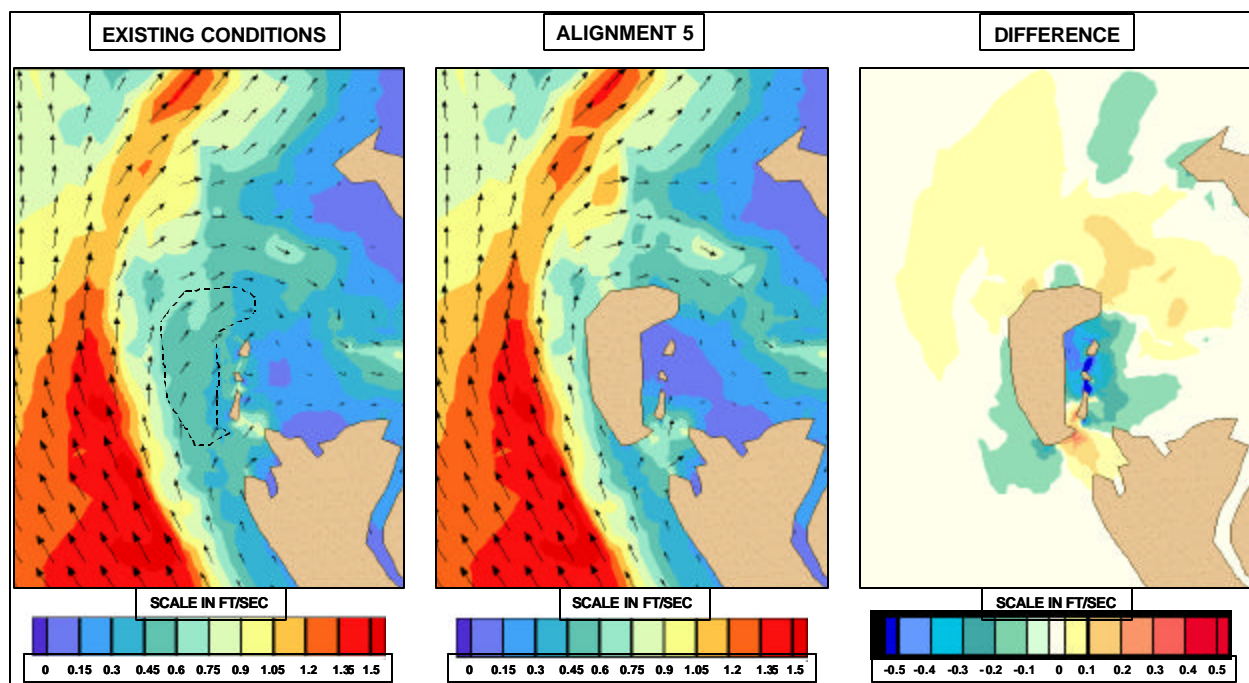 EXISTING CONDITIONS
ALIGNMENT 5
DIFFERENCE
SCALE IN FT/SEC
SCALE IN FT/SEC
SCALE IN FT/SEC
0 0.15 0.3 0.45 0.6 0.75 0.9 1.05 1.2 1.35 1.5
0 0.15 0.3 0.45 0.6 0.75 0.9 1.05 1.2 1.35 1.5
-0.5 -0.4 -0.3 -0.2 -0.1 0 0.1 0.2 0.3 0.4 0.5